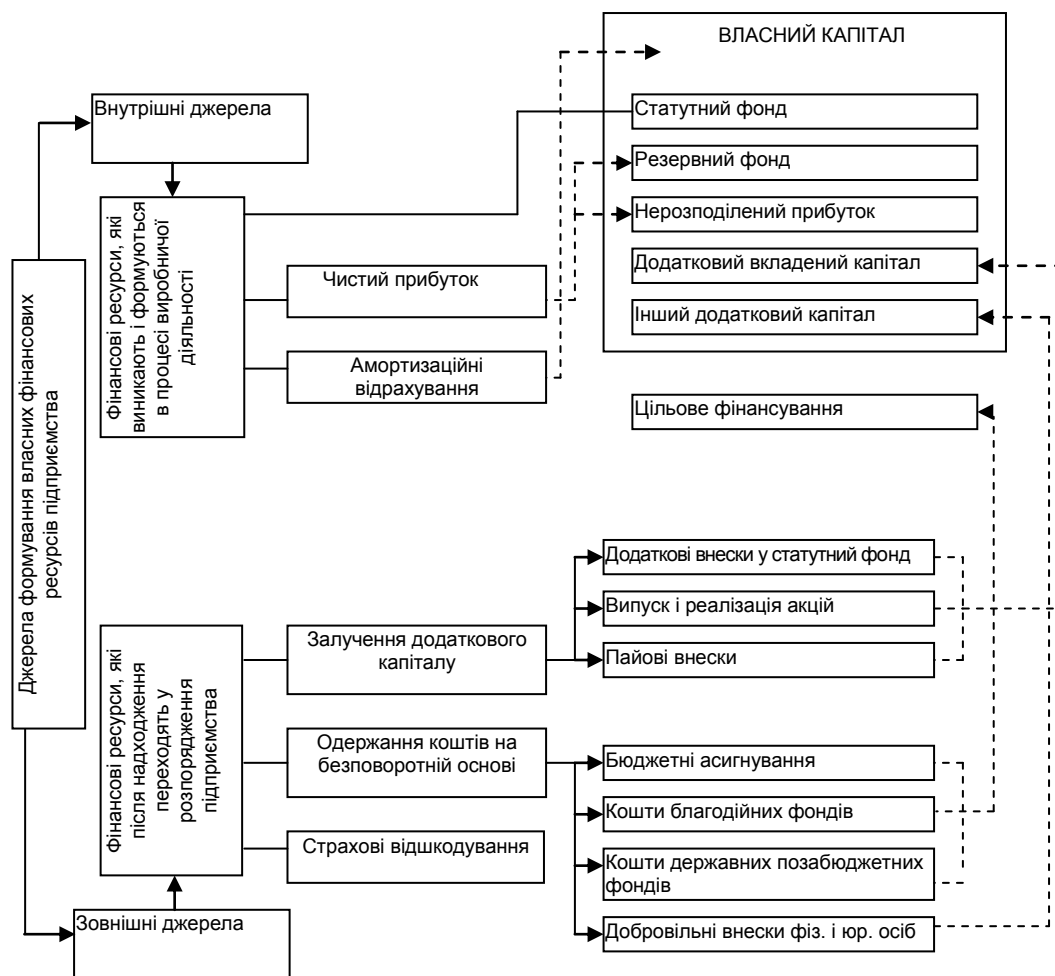 ВЛАСНИЙ КАПІТАЛ
Внутрішні джерела
Статутний фонд
Резервний фонд
Нерозподілений прибуток
Додатковий вкладений капітал
Інший додатковий капітал
Фінансові ресурси, які
виникають і формуються
в процесі виробничої
діяльності
Чистий прибуток
Амортизаційні
відрахування
Цільове фінансування
Джерела формування власних фінансових
ресурсів підприємства
Додаткові внески у статутний фонд
Випуск і реалізація акцій
Пайові внески
Залучення додаткового
капіталу
Фінансові ресурси, які
після надходження
переходять у
розпорядження
підприємства
Одержання коштів на
безповоротній основі
Страхові відшкодування
Бюджетні асигнування
Кошти благодійних фондів
Кошти державних позабюджетних
фондів
Добровільні внески фіз. і юр. осіб
Зовнішні джерела